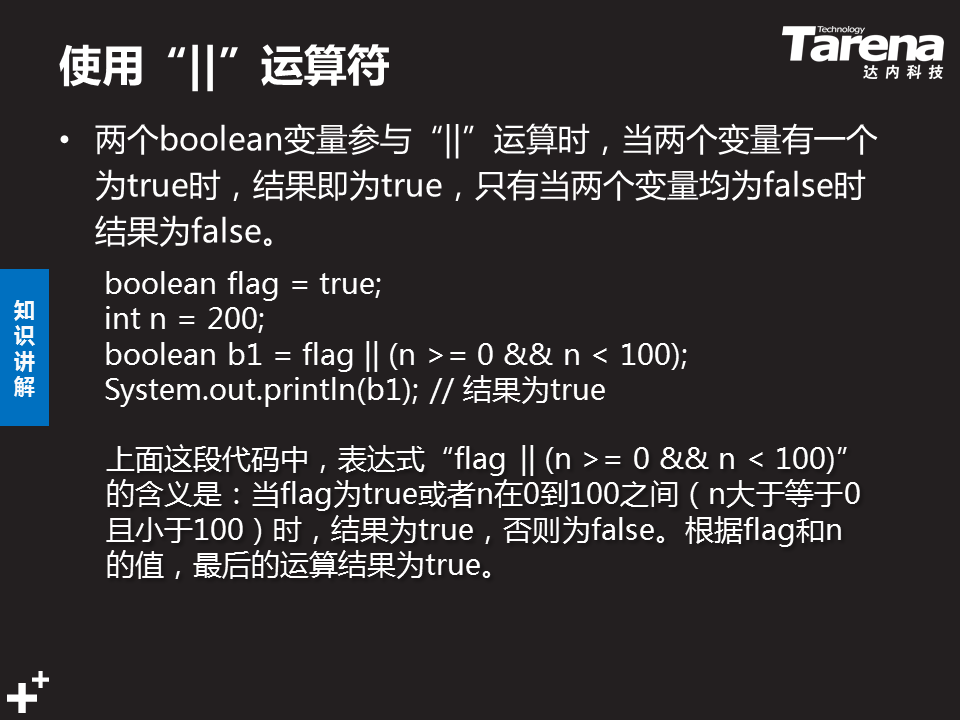 使用“||”运算符
Technology
Tarena
达内科技
• 两个boolean变量参与“||”运算时，当两个变量有一个
为true时，结果即为true，只有当两个变量均为false时
结果为false。
知
识
讲
解
boolean flag = true;
int n = 200;
boolean b1 = flag || (n >= 0 && n < 100);
System.out.println(b1); // 结果为true
上面这段代码中，表达式“flag || (n >= 0 && n < 100)”
的含义是：当flag为true或者n在0到100之间（n大于等于0
且小于100）时，结果为true，否则为false。根据flag和n
的值，最后的运算结果为true。